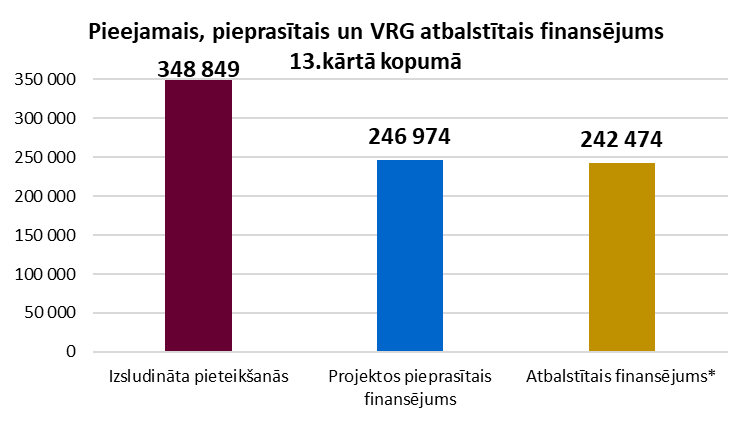 Pieejamais, pieprasītais un VRG atbalstītais finansējums
13.kārtā kopumā
348 849
246 974
242 474
350 000
300 000
250 000
200 000
150 000
100 000
50 000
0
Izsludināta pieteikšanās
Projektos pieprasītais
finansējums
Atbalstītais finansējums*